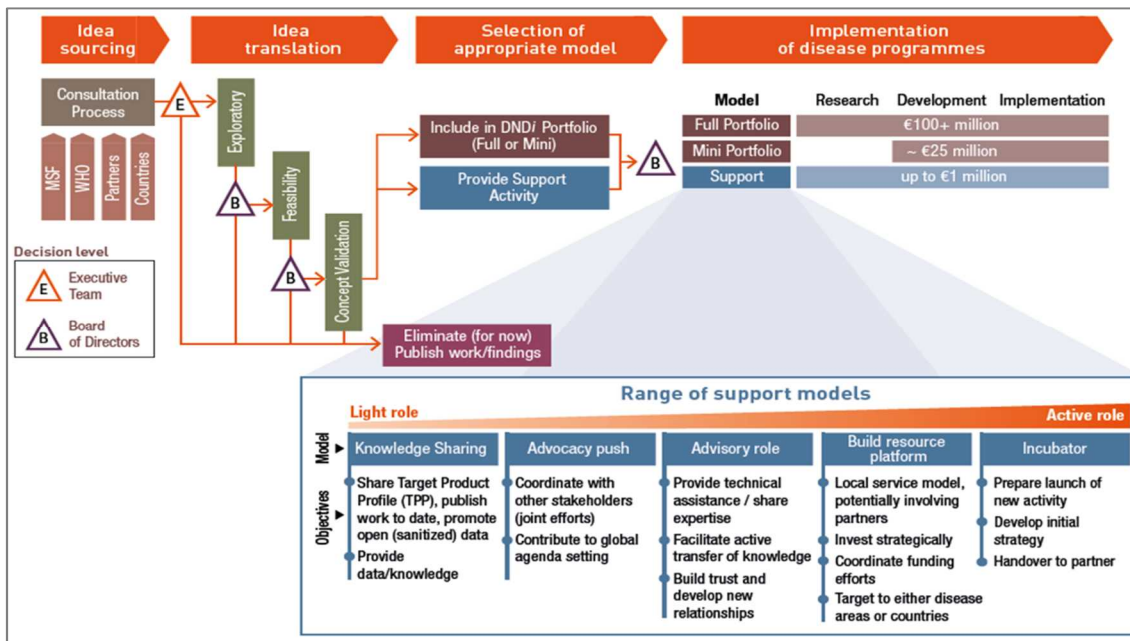 Idea
sourcing
Idea
translation
Selection of
appropriate model
Implementation
of disease programmes
Consultation
Process
E
MSF
WHO
Partners
Countries
Exploratory
B
Feasibility
B
Concept Validation
Include in DNDi Portfolio
(Full or Mini)
Provide Support
Activity
B
Eliminate (for now)
Publish work/findings
Decision level
E
Executive
Team
B
Board
of Directors
Model
Research
Development
Implementation
Full Portfolio
€100+ million
Mini Portfolio
~ €25 million
Support
up to €1 million
Range of support models
Light role
Active role
Model
Objectives
Knowledge Sharing
Share Target Product
Profile (TPP), publish
work to date, promote
open (sanitized) data
Provide
data/knowledge
Advocacy push
Coordinate with
other stakeholders
(joint efforts)
Contribute to global
agenda setting
Advisory role
Provide technical
assistance / share
expertise
Facilitate active
transfer of knowledge
Build trust and
develop new
relationships
Build resource
platform
Local service model,
potentially involving
partners
Invest strategically
Coordinate funding
efforts
Target to either disease
areas or countries
Incubator
Prepare launch of
new activity
Develop initial
strategy
Handover to partner